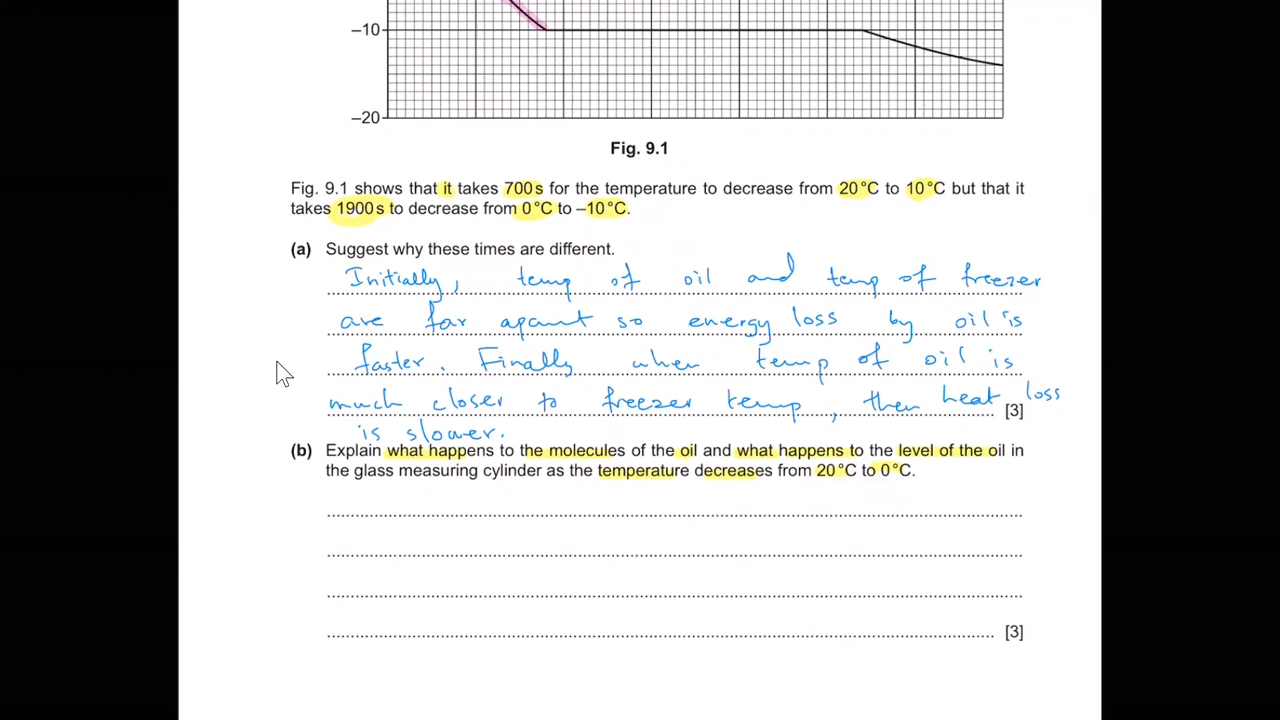 –10
–20
Fig. 9.1
Fig. 9.1 shows that it takes 700 s for the temperature to decrease from 20 °C to 10 °C but that it
takes 1900 s to decrease from 0 °C to –10 °C.
(a) Suggest why these times are different.
Initially, temp of oil and temp of freezer
are far apart so energy loss by oil is
faster. Finally when temp of oil is
much closer to freezer temp, then heat loss
[3]
is slower.
(b) Explain what happens to the molecules of the oil and what happens to the level of the oil in
the glass measuring cylinder as the temperature decreases from 20 °C to 0 °C.
[3]